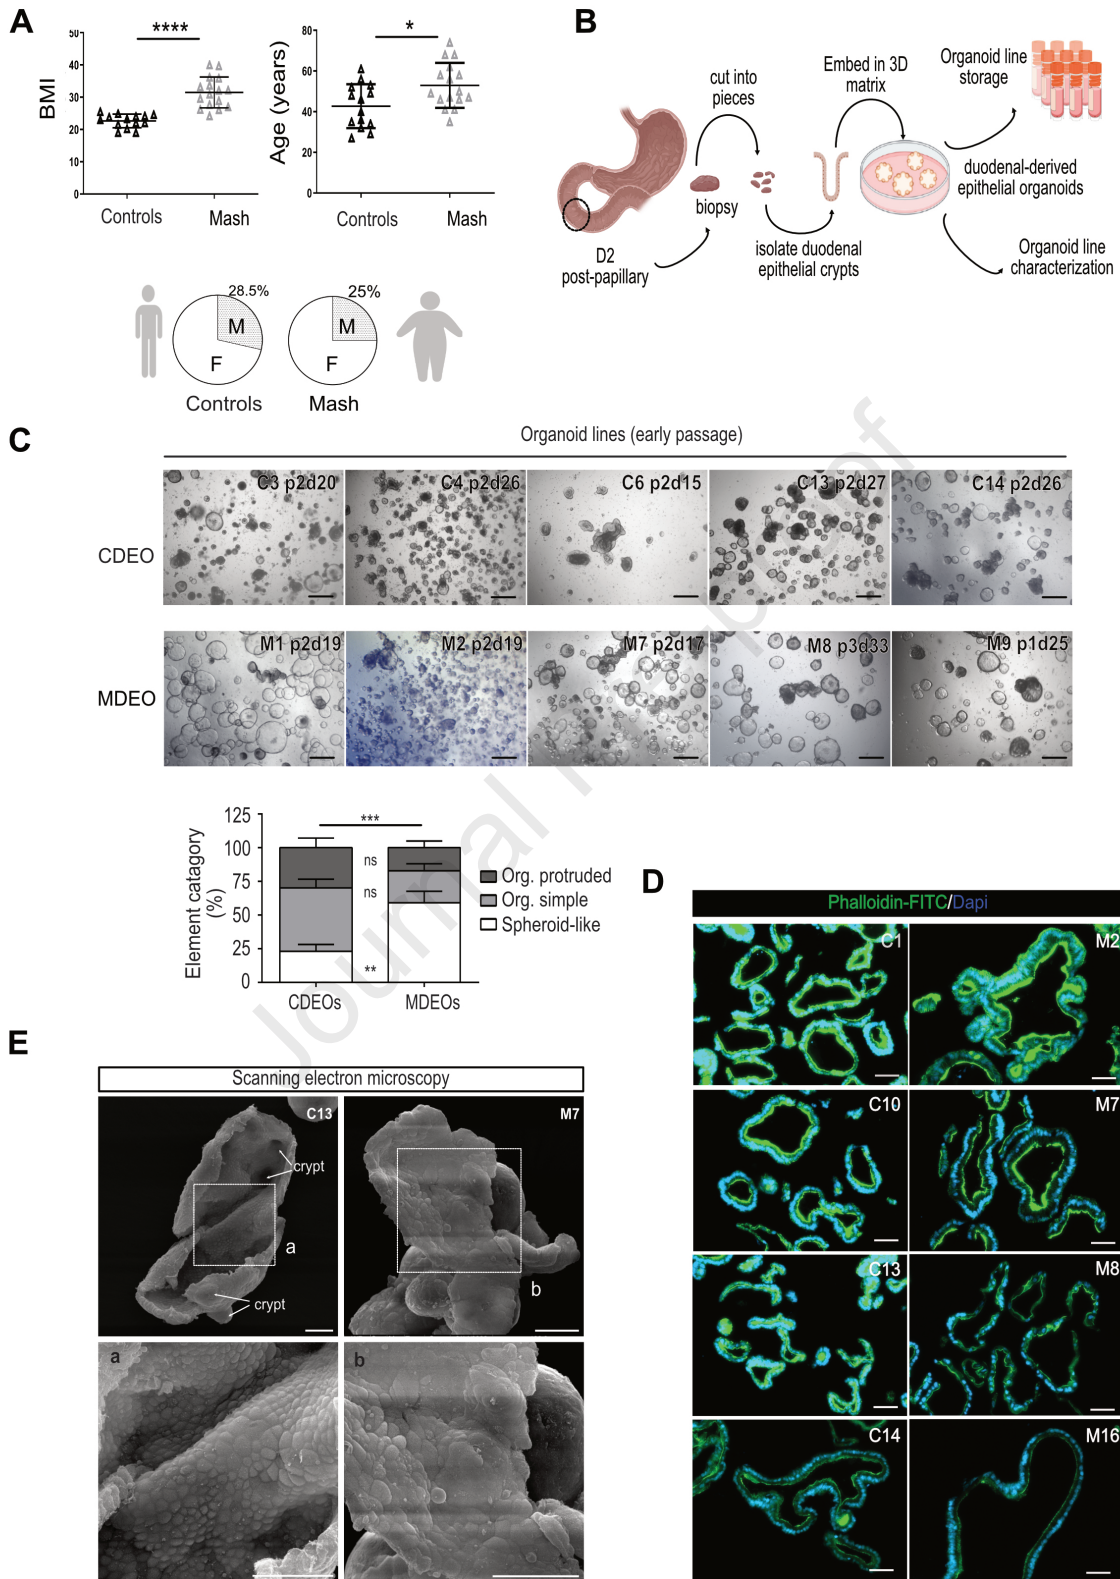 A
BMI
50
40
30
20
10
0
****
Controls
Mash
Age (years)
80
60
40
20
0
*
Controls
Mash
28.5%
M
F
Controls
25%
M
F
Mash
B
D2
post-papillary
biopsy
cut into
pieces
isolate duodenal
epithelial crypts
Embed in 3D
matrix
Organoid line
storage
duodenal-derived
epithelial organoids
Organoid line
characterization
C
Organoid lines (early passage)
CDEO
C3 p2d20
C4 p2d26
C6 p2d15
C13 p2d27
C14 p2d26
MDEO
M1 p2d19
M2 p2d19
M7 p2d17
M8 p3d33
M9 p1d25
Element catagory
(%)
125
100
75
50
25
0
***
ns
ns
**
CDEOs
MDEOs
Org. protruded
Org. simple
Spheroid-like
D
Phalloidin-FITC/Dapi
C1
M2
C10
M7
C13
M8
C14
M16
E
Scanning electron microscopy
C13
crypt
a
crypt
M7
b
a
b
Journal Pre-proof